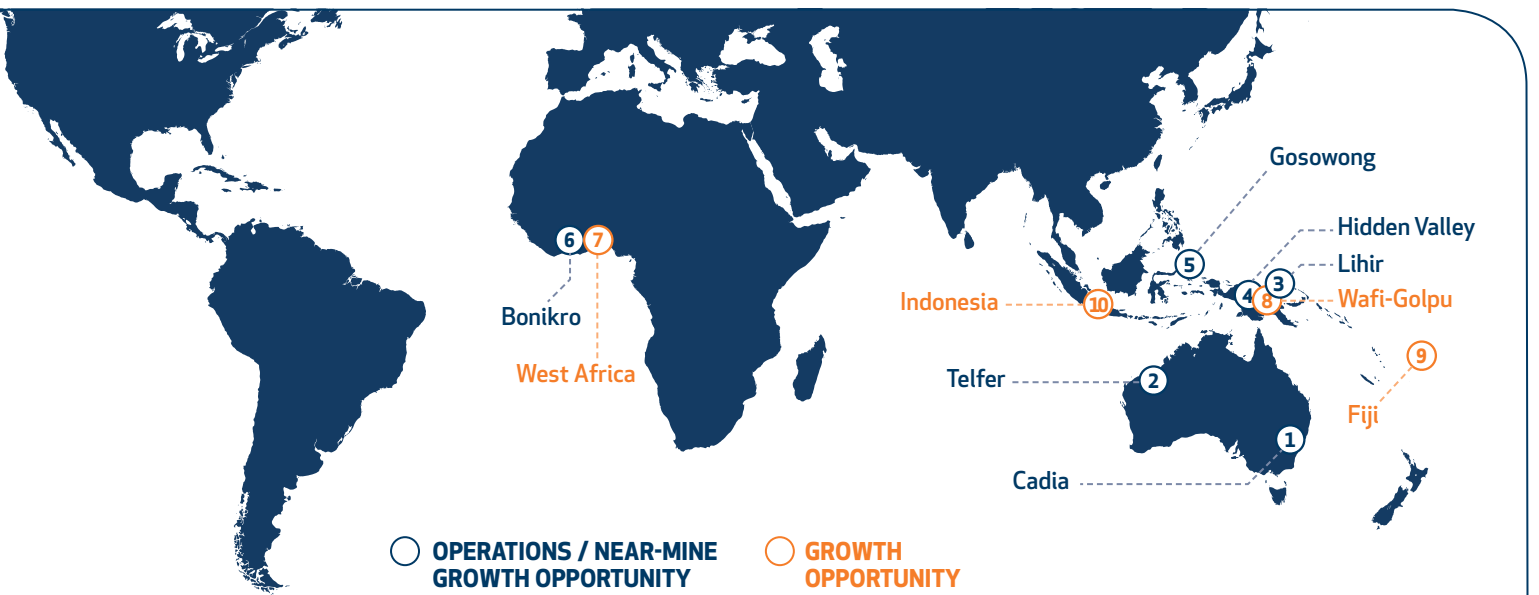 Gosowong
Hidden Valley
Lihir
Wafi-Golpu
5
3
4
8
6
7
Indonesia
10
Bonikro
9
West Africa
Telfer
2
Fiji
1
Cadia
OPERATIONS / NEAR-MINE
GROWTH OPPORTUNITY
GROWTH
OPPORTUNITY